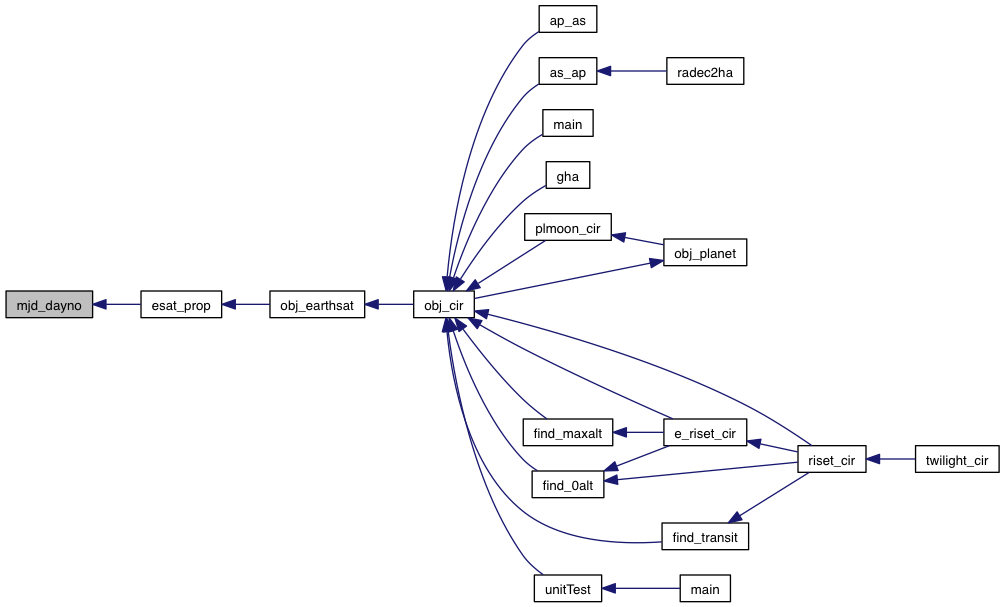 ap_as
as_ap
radec2ha
main
gha
plmoon_cir
obj_planet
mjd_dayno
esat_prop
obj_earthsat
obj_cir
find_maxalt
e_riset_cir
riset_cir
twilight_cir
find_0alt
find_transit
unitTest
main